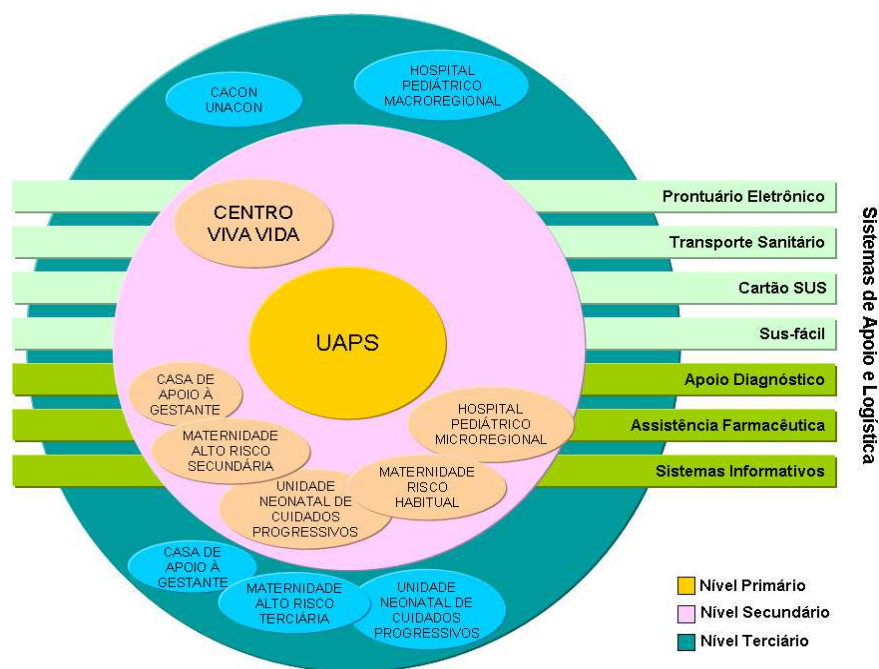 CACON
UNACON
HOSPITAL
PEDIÁTRICO
MACROREGIONAL
CENTRO
VIVA VIDA
UAPS
CASA DE
APOIO À
GESTANTE
MATERNIDADE
ALTO RISCO
SECUNDÁRIA
UNIDADE
NEONATAL DE
CUIDADOS
PROGRESSIVOS
MATERNIDADE
RISCO
HABITUAL
HOSPITAL
PEDIÁTRICO
MICROREGIONAL
CASA DE
APOIO À
GESTANTE
MATERNIDADE
ALTO RISCO
TERCIÁRIA
UNIDADE
NEONATAL DE
CUIDADOS
PROGRESSIVOS
Prontuário Eletrônico
Transporte Sanitário
Cartão SUS
Sus-fácil
Apoio Diagnóstico
Assistência Farmacêutica
Sistemas Informativos
Sistemas de Apoio e Logística
Nível Primário
Nível Secundário
Nível Terciário